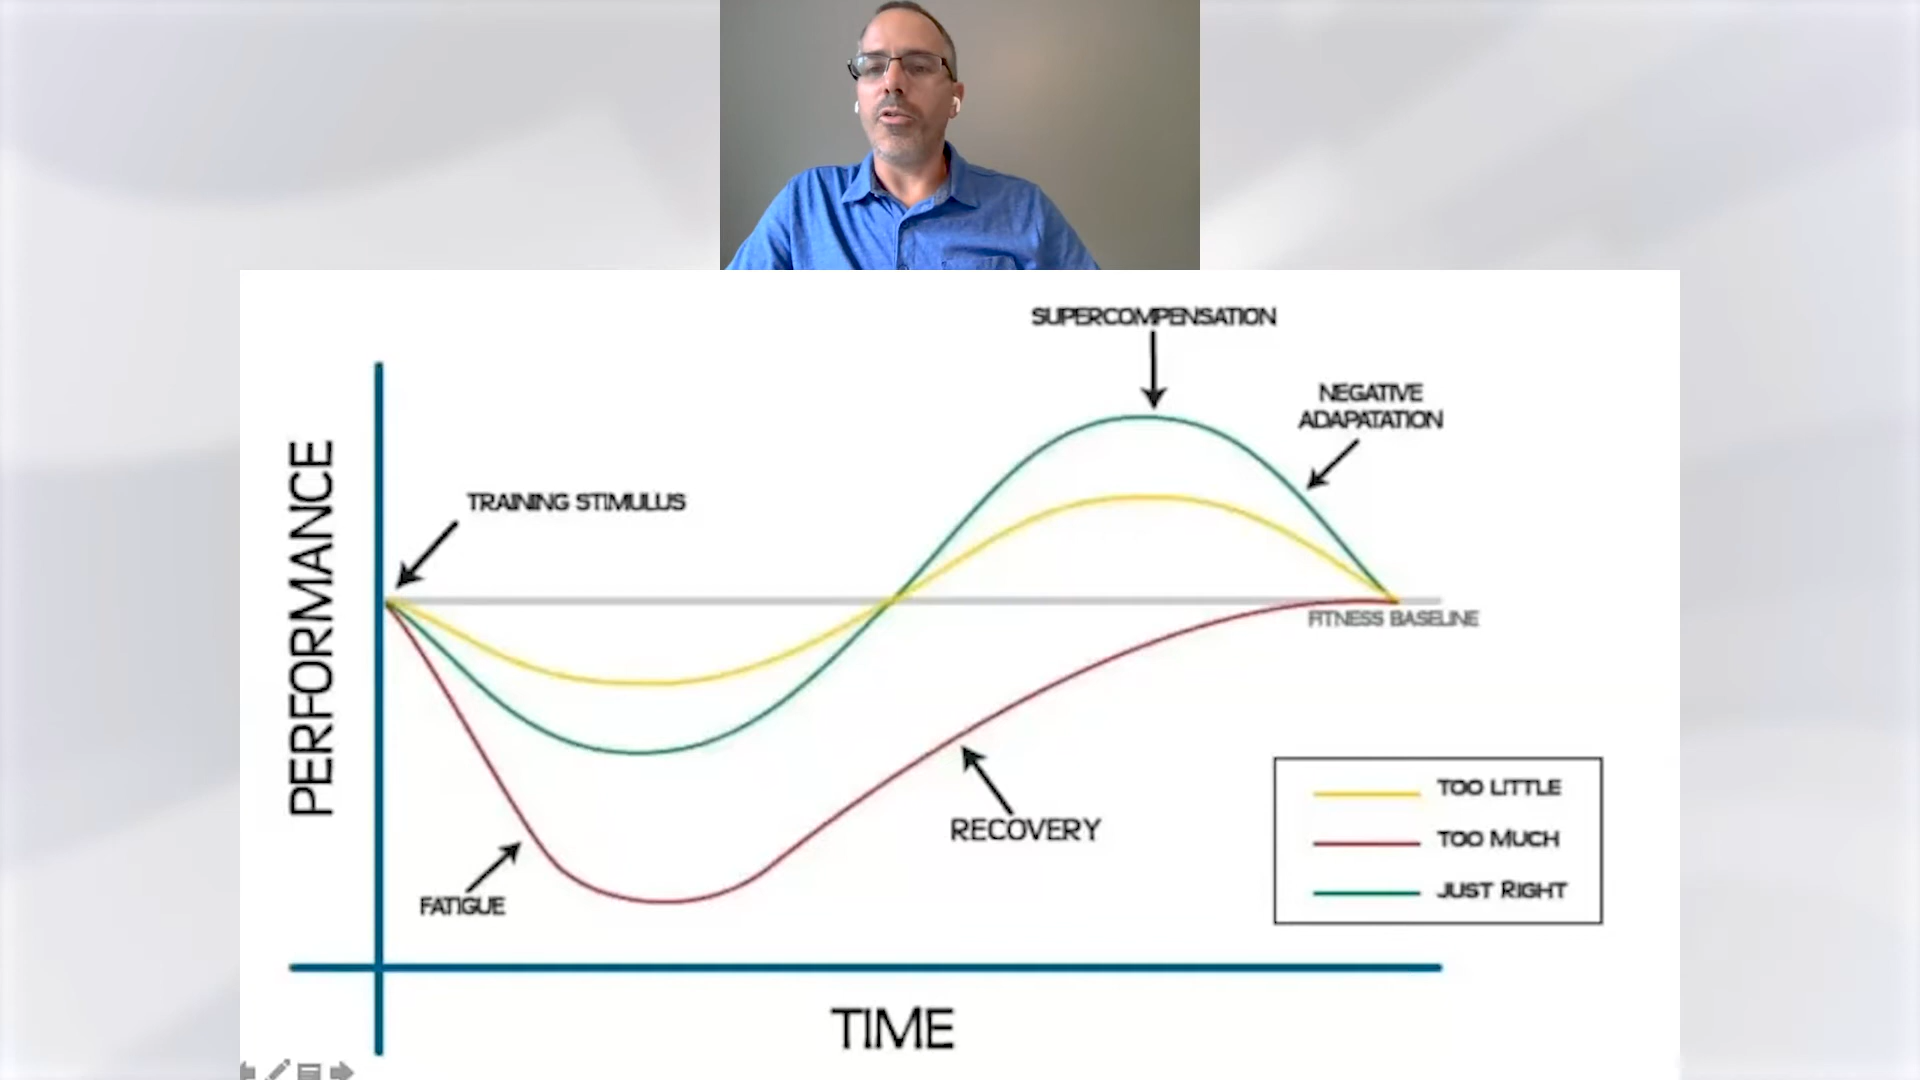 SUPERCOMPENSATION
NEGATIVE
ADAPATATION
TRAINING STIMULUS
PERFORMANCE
FITNESS BASELINE
RECOVERY
FATIGUE
TOO LITTLE
TOO MUCH
JUST RIGHT
TIME